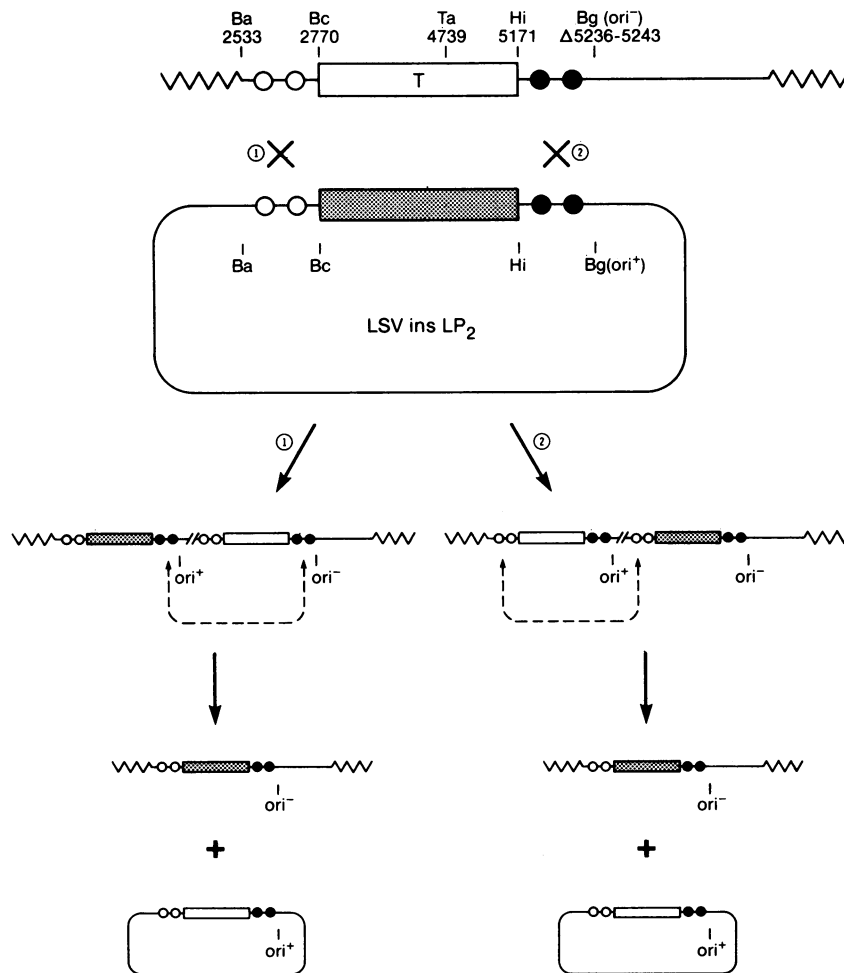 Ba Bc Ta Hi Bg (ori⁻)
2533 2770 4739 5171 Δ5236-5243
T
① ②
Ba Bc Hi Bg(ori⁺)
LSV ins LP₂
① ②
ori⁺ ori⁻ ori⁺ ori⁻
ori⁻ ori⁻
+ +
ori⁺ ori⁺